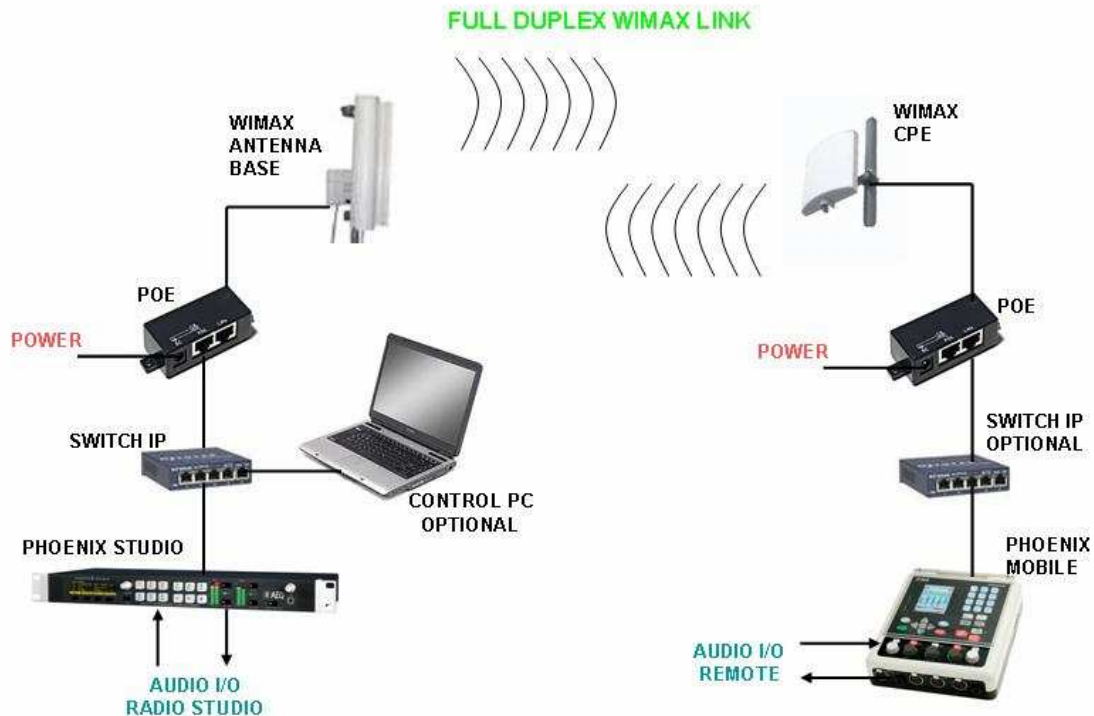 FULL DUPLEX WIMAX LINK
WIMAX
ANTENNA
BASE
WIMAX
CPE
POE
POWER
POE
POWER
SWITCH IP
SWITCH IP
OPTIONAL
CONTROL PC
OPTIONAL
PHOENIX STUDIO
AEQ
PHOENIX
MOBILE
AUDIO I/O
RADIO STUDIO
AUDIO I/O
REMOTE